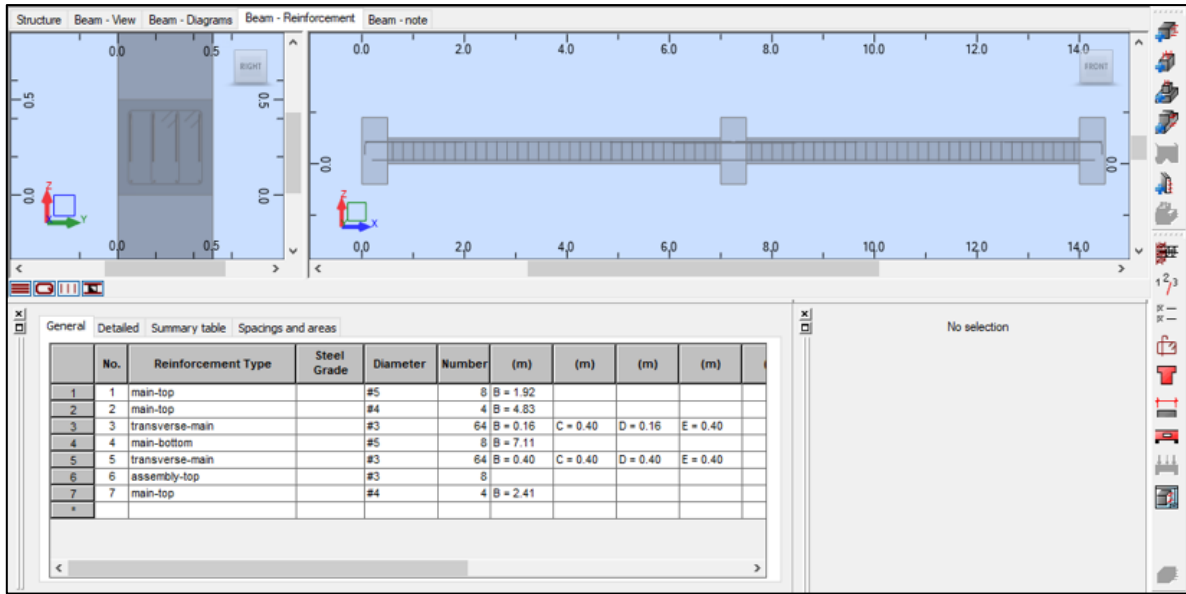 Structure Beam - View Beam - Diagrams Beam - Reinforcement Beam - note
0.0 0.5
RIGHT
0.5 0.5
0.0 0.0
Z
X Y
0.0 0.5
0.0 2.0 4.0 6.0 8.0 10.0 12.0 14.0
FRONT
0.0 0.0
Z
X
0.0 2.0 4.0 6.0 8.0 10.0 12.0 14.0
General Detailed Summary table Spacings and areas
No. Reinforcement Type Steel Grade Diameter Number (m) (m) (m) (m)
1 1 main-top #5 8 B = 1.92
2 2 main-top #4 4 B = 4.83
3 3 transverse-main #3 64 B = 0.16 C = 0.40 D = 0.16 E = 0.40
4 4 main-bottom #5 8 B = 7.11
5 5 transverse-main #3 64 B = 0.40 C = 0.40 D = 0.40 E = 0.40
6 6 assembly-top #3 8
7 7 main-top #4 4 B = 2.41
*
No selection
1 2/3